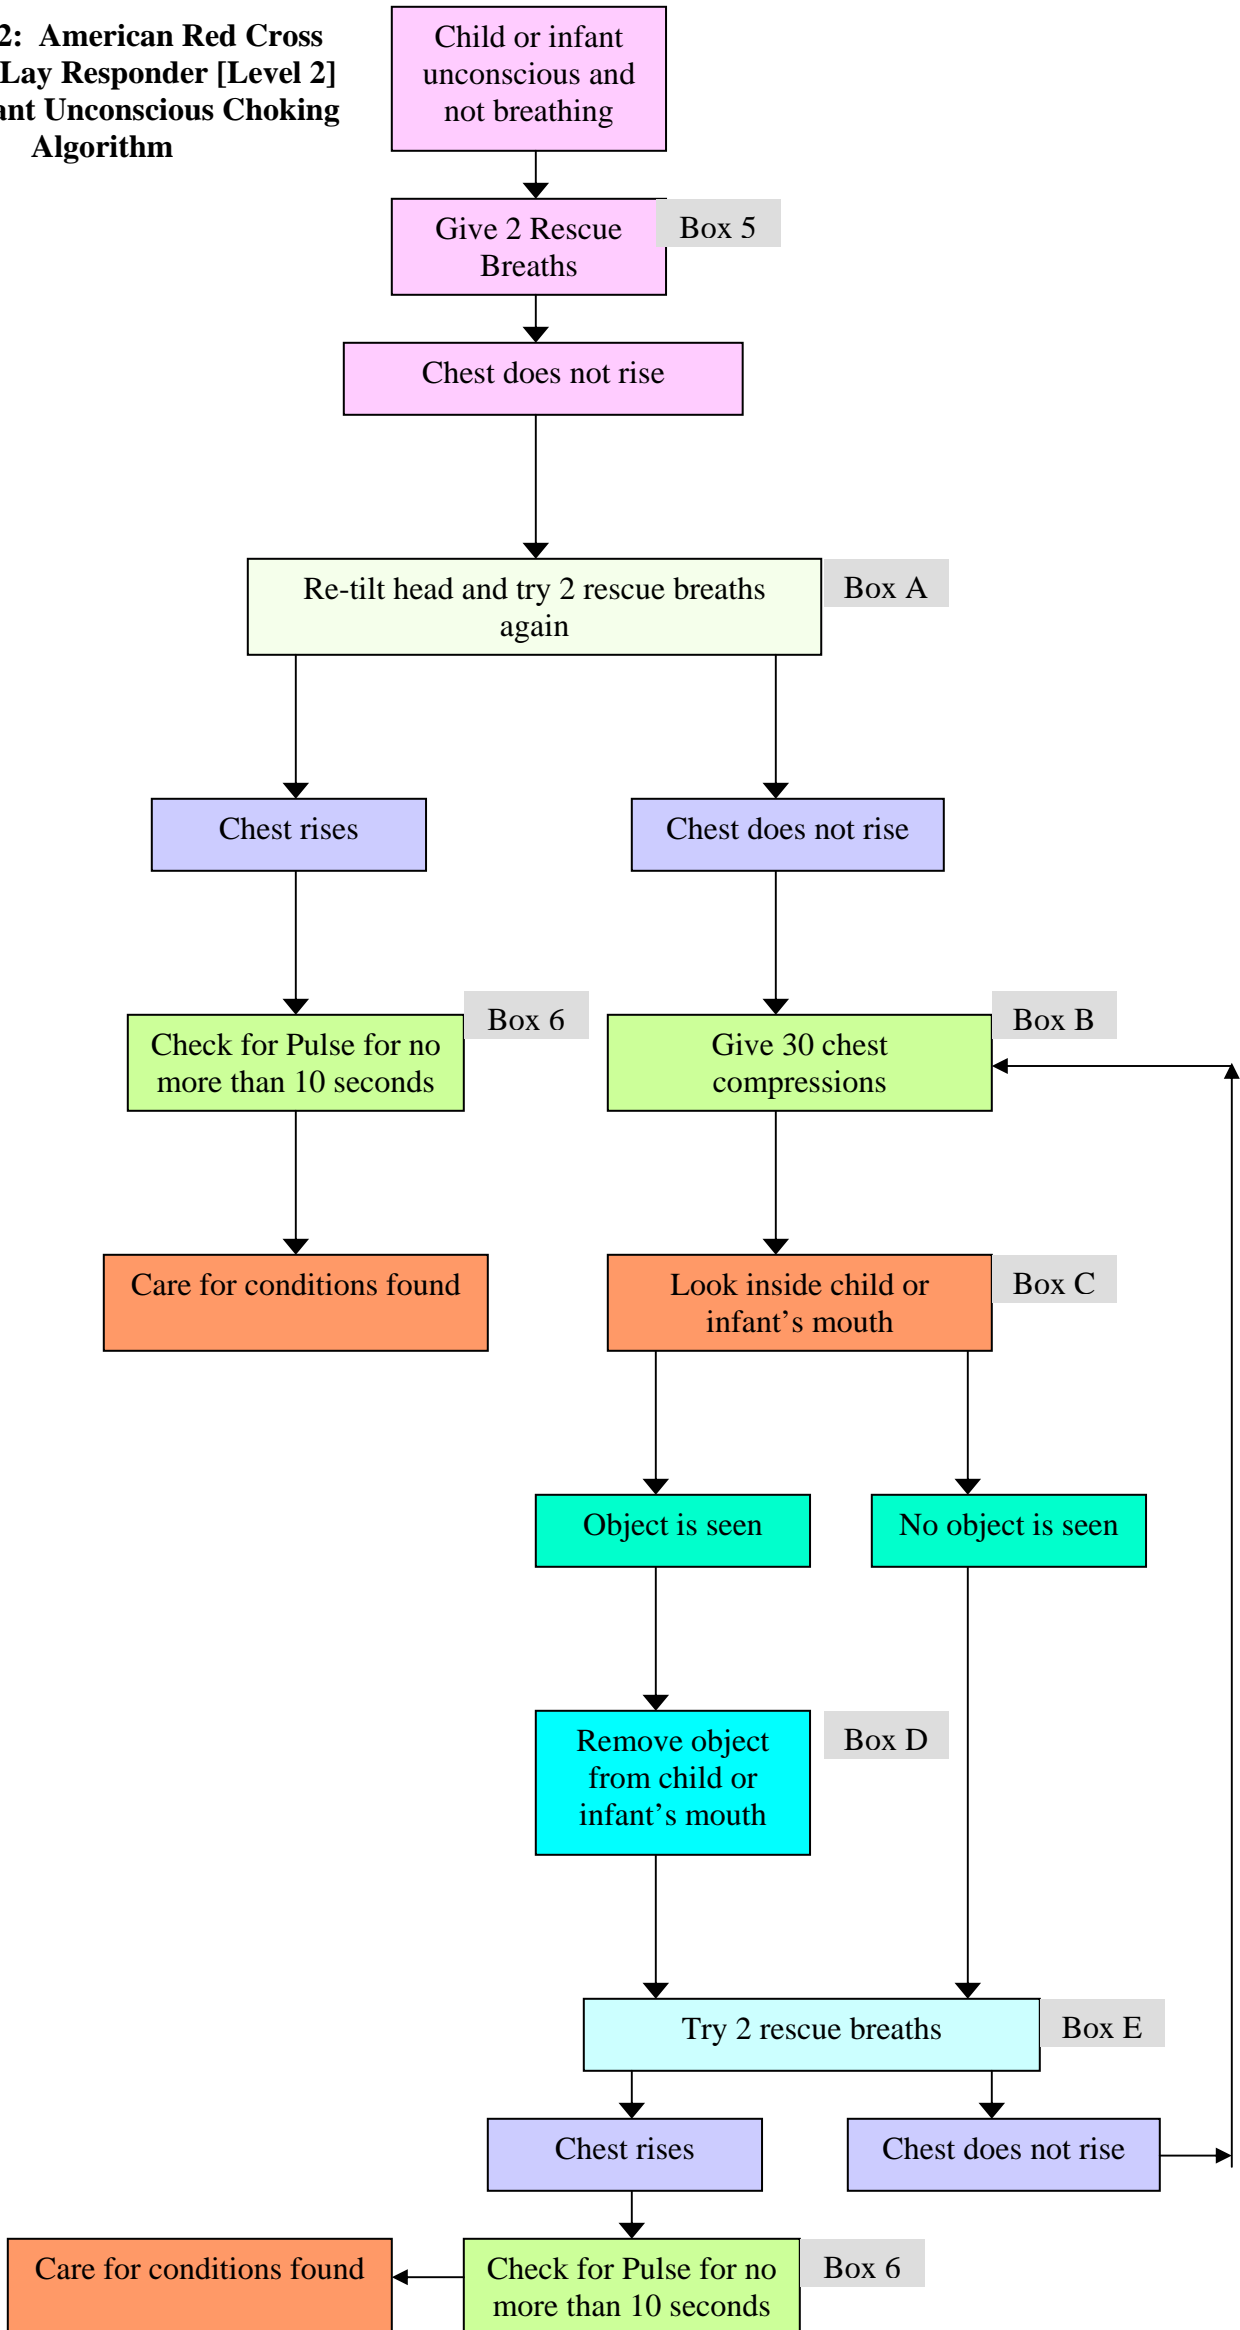 2: American Red Cross
Lay Responder [Level 2]
ant Unconscious Choking
Algorithm
Child or infant
unconscious and
not breathing
Give 2 Rescue
Breaths
Box 5
Chest does not rise
Re-tilt head and try 2 rescue breaths
again
Box A
Chest rises
Chest does not rise
Check for Pulse for no
more than 10 seconds
Box 6
Give 30 chest
compressions
Box B
Care for conditions found
Look inside child or
infant’s mouth
Box C
Object is seen
No object is seen
Remove object
from child or
infant’s mouth
Box D
Try 2 rescue breaths
Box E
Chest rises
Chest does not rise
Care for conditions found
Check for Pulse for no
more than 10 seconds
Box 6